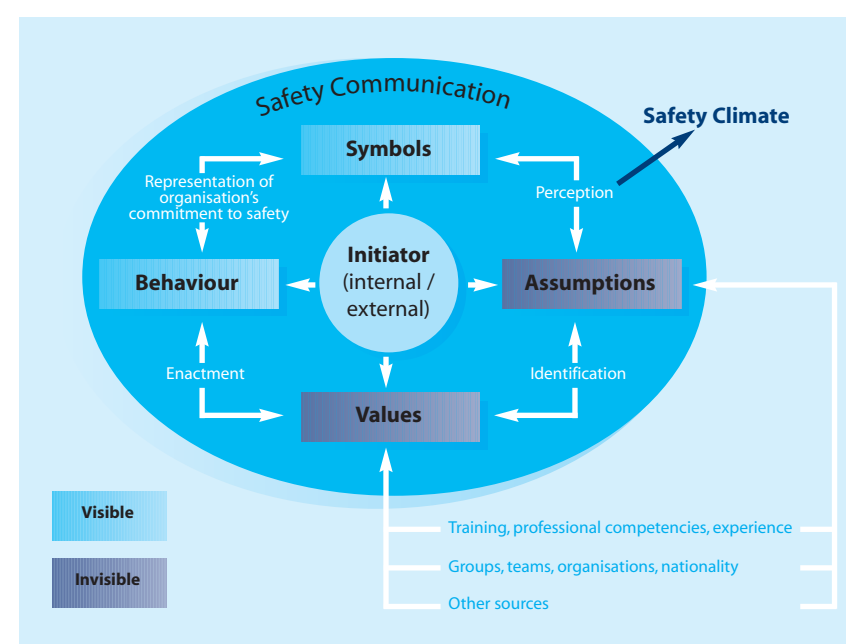 Safety Communication
Safety Climate
Symbols
Representation of
organisation's
commitment to safety
Perception
Initiator
(internal /
external)
Behaviour
Assumptions
Enactment
Identification
Values
Visible
Invisible
Training, professional competencies, experience
Groups, teams, organisations, nationality
Other sources